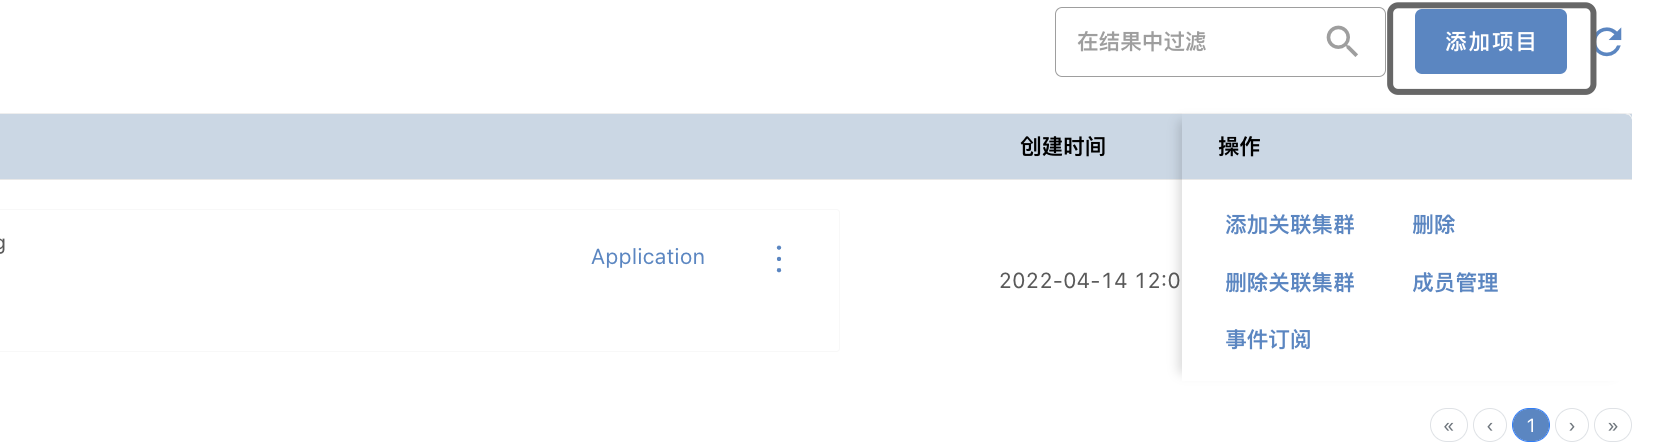 在结果中过滤 添加项目
创建时间 操作
g
Application
2022-04-14 12:0
添加关联集群 删除
删除关联集群 成员管理
事件订阅
« ‹ 1 › »